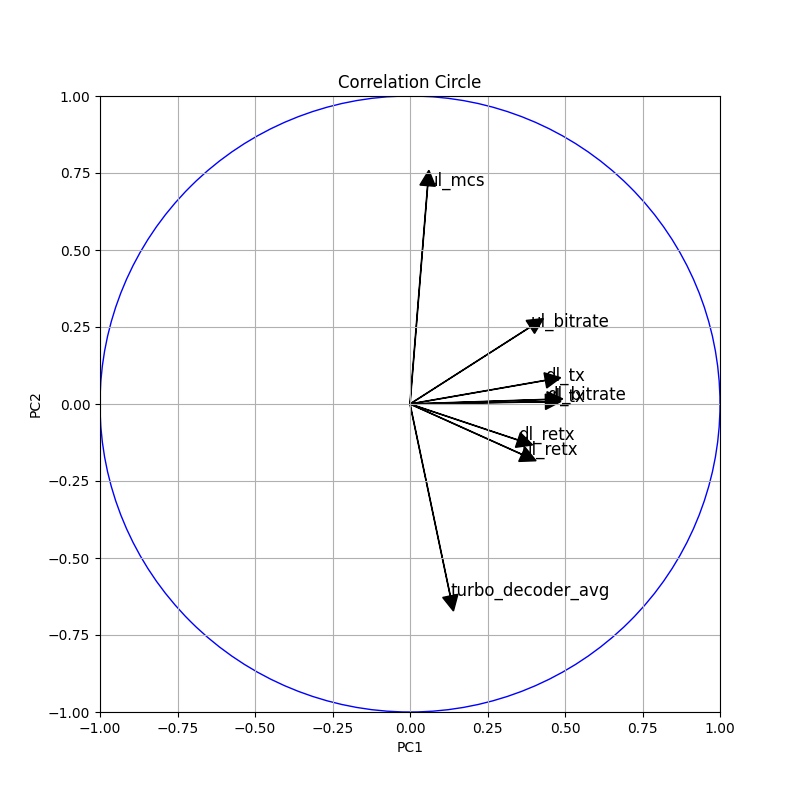 Correlation Circle
1.00
0.75
0.50
0.25
0.00
−0.25
−0.50
−0.75
−1.00
PC2
ul_mcs
ul_bitrate
dl_tx
dl_bitrate
dl_retx
turbo_decoder_avg
−1.00 −0.75 −0.50 −0.25 0.00 0.25 0.50 0.75 1.00
PC1